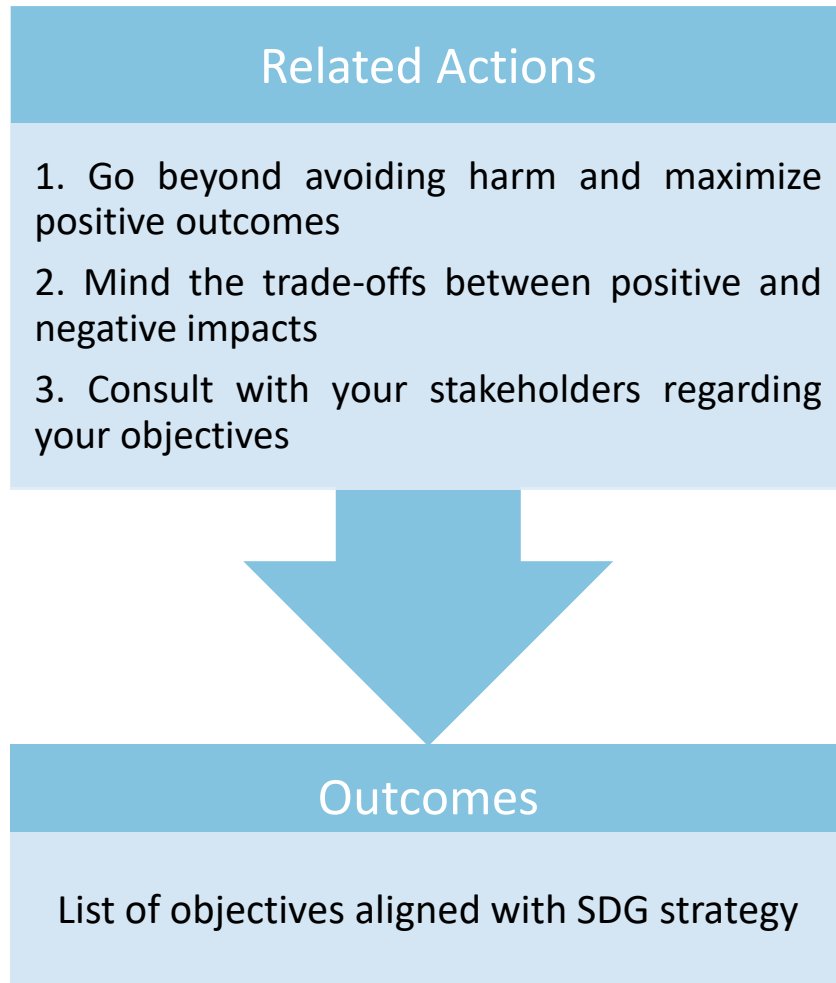 Related Actions
1. Go beyond avoiding harm and maximize
positive outcomes
2. Mind the trade-offs between positive and
negative impacts
3. Consult with your stakeholders regarding
your objectives
Outcomes
List of objectives aligned with SDG strategy